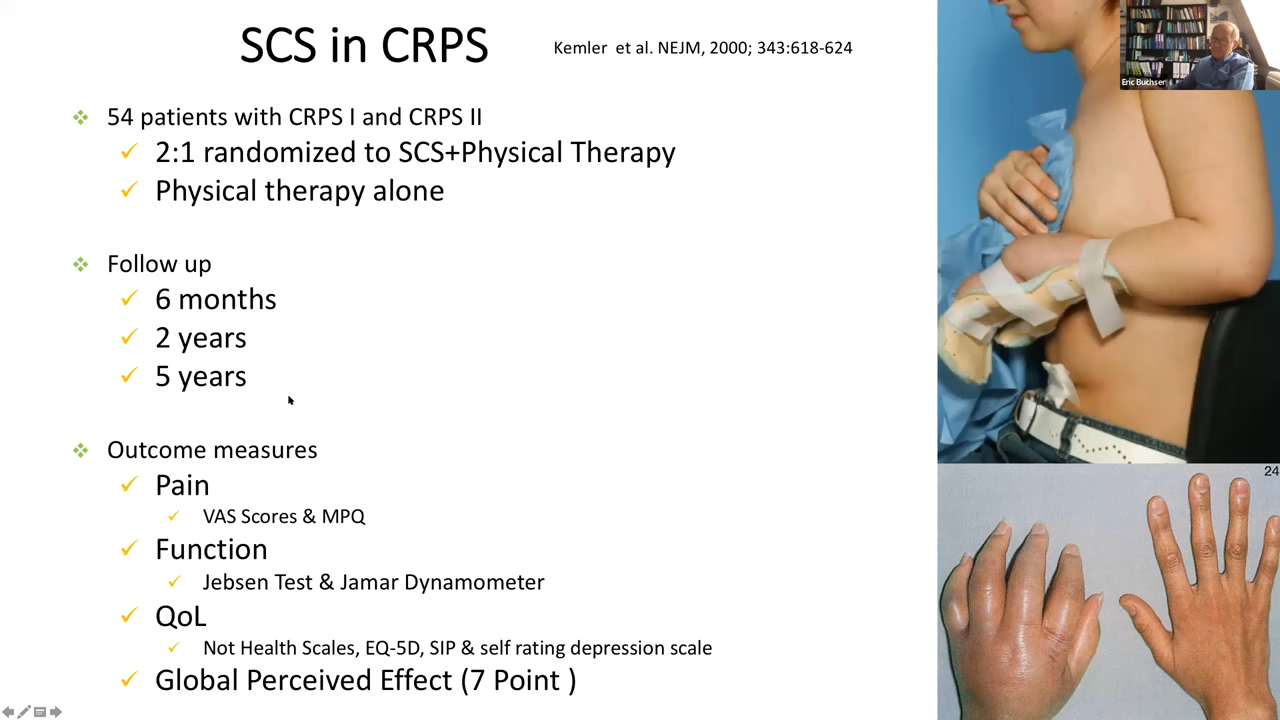 SCS in CRPS
Kemler et al. NEJM, 2000; 343:618-624
Eric Buchser
54 patients with CRPS I and CRPS II
2:1 randomized to SCS+Physical Therapy
Physical therapy alone
Follow up
6 months
2 years
5 years
Outcome measures
Pain
VAS Scores & MPQ
Function
Jebsen Test & Jamar Dynamometer
QoL
Not Health Scales, EQ-5D, SIP & self rating depression scale
Global Perceived Effect (7 Point )
24